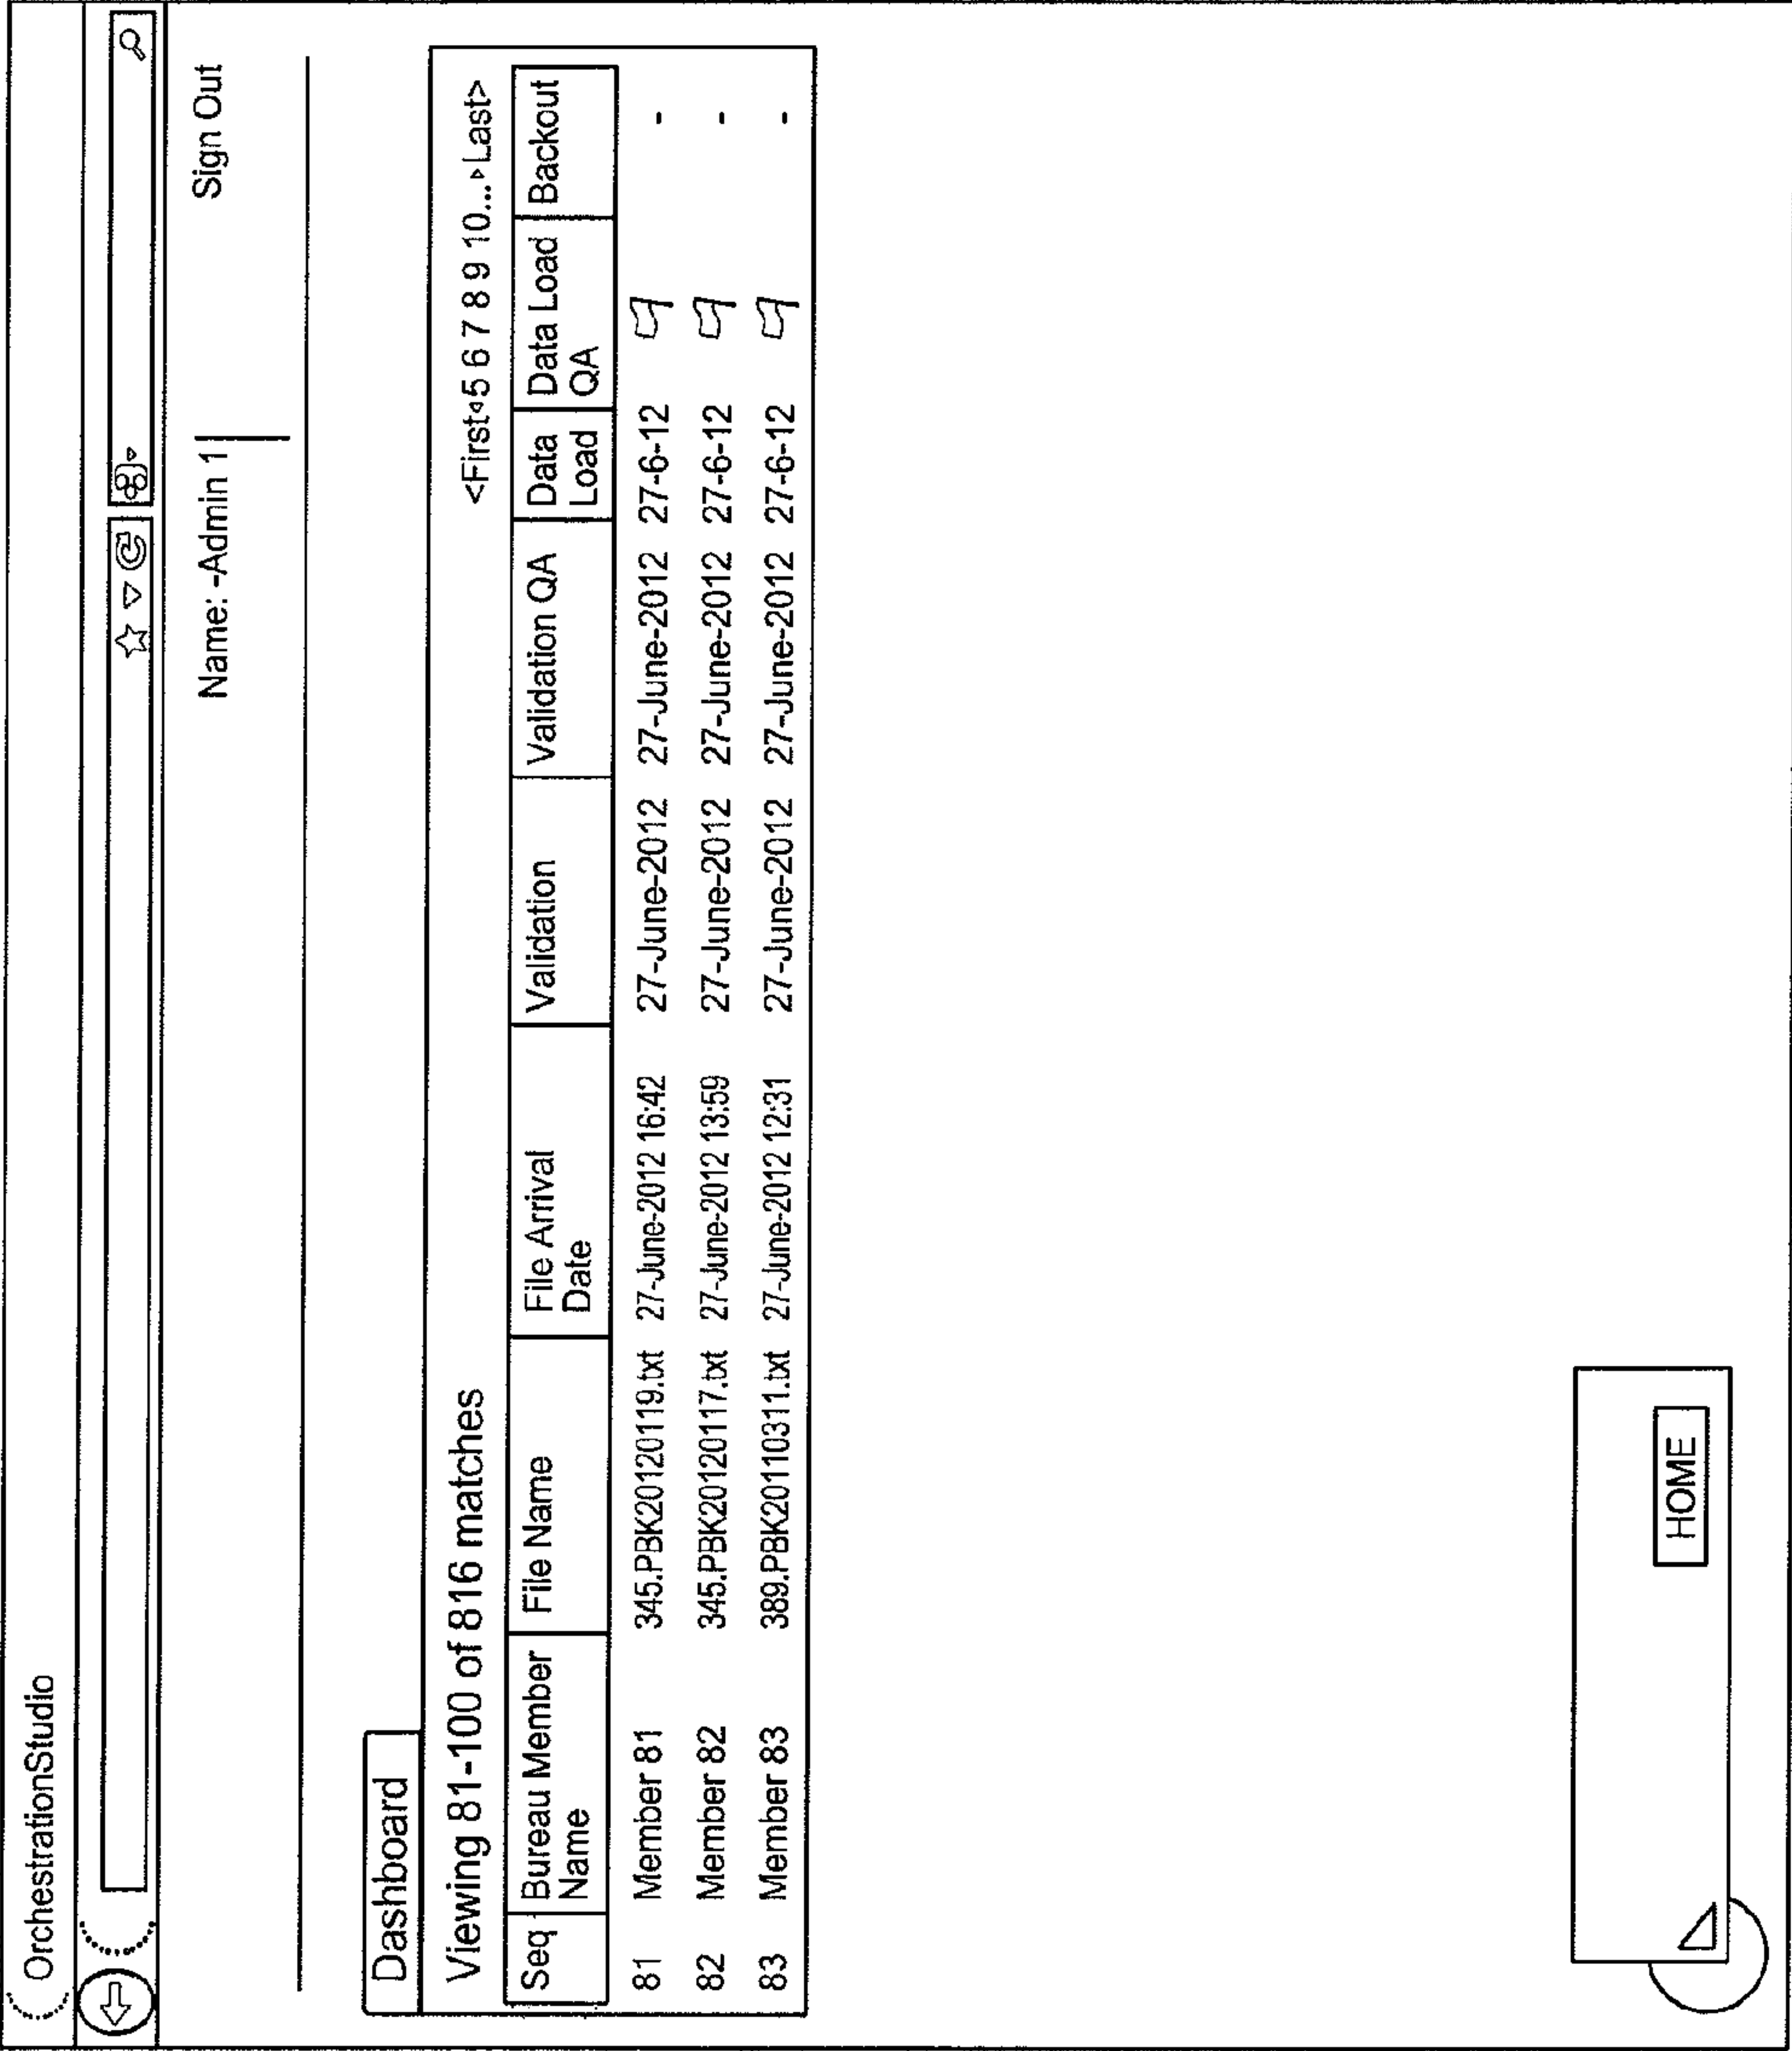 OrchestrationStudio
Name: -Admin 1 Sign Out
Dashboard
Viewing 81-100 of 816 matches <First 5 6 7 8 9 10... Last>
Seq Bureau Member Name File Name File Arrival Date Validation Validation QA Data Load Data Load QA Backout
81 Member 81 345.PBK20120119.txt 27-June-2012 16:42 27-June-2012 27-June-2012 27-6-12 -
82 Member 82 345.PBK20120117.txt 27-June-2012 13:59 27-June-2012 27-June-2012 27-6-12 -
83 Member 83 389.PBK20110311.txt 27-June-2012 12:31 27-June-2012 27-June-2012 27-6-12 -
HOME